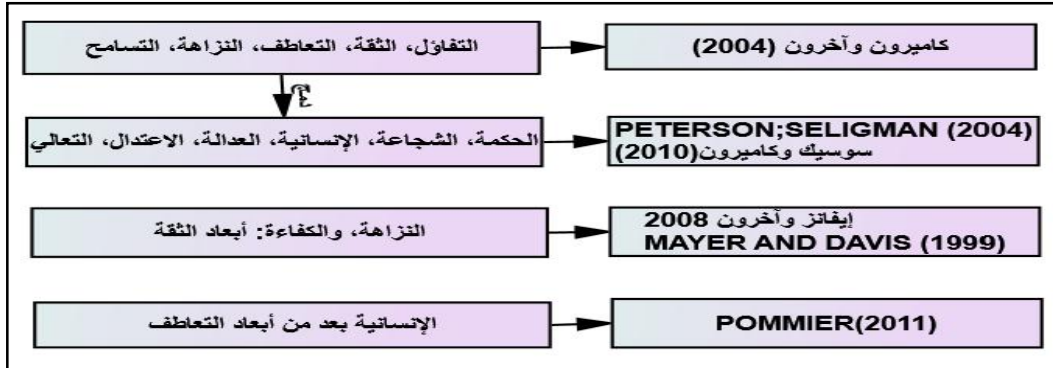 التفاؤل، الثقة، التعاطف، النزاهة، التسامح
كاميرون وآخرون (2004)
الحكمة، الشجاعة، الإنسانية، العدالة، الاعتدال، التعالي
PETERSON;SELIGMAN (2004)
سوسيك وكاميرون(2010)
النزاهة، والكفاءة: أبعاد الثقة
إيفانز وآخرون 2008
MAYER AND DAVIS (1999)
الإنسانية بعد من أبعاد التعاطف
POMMIER(2011)